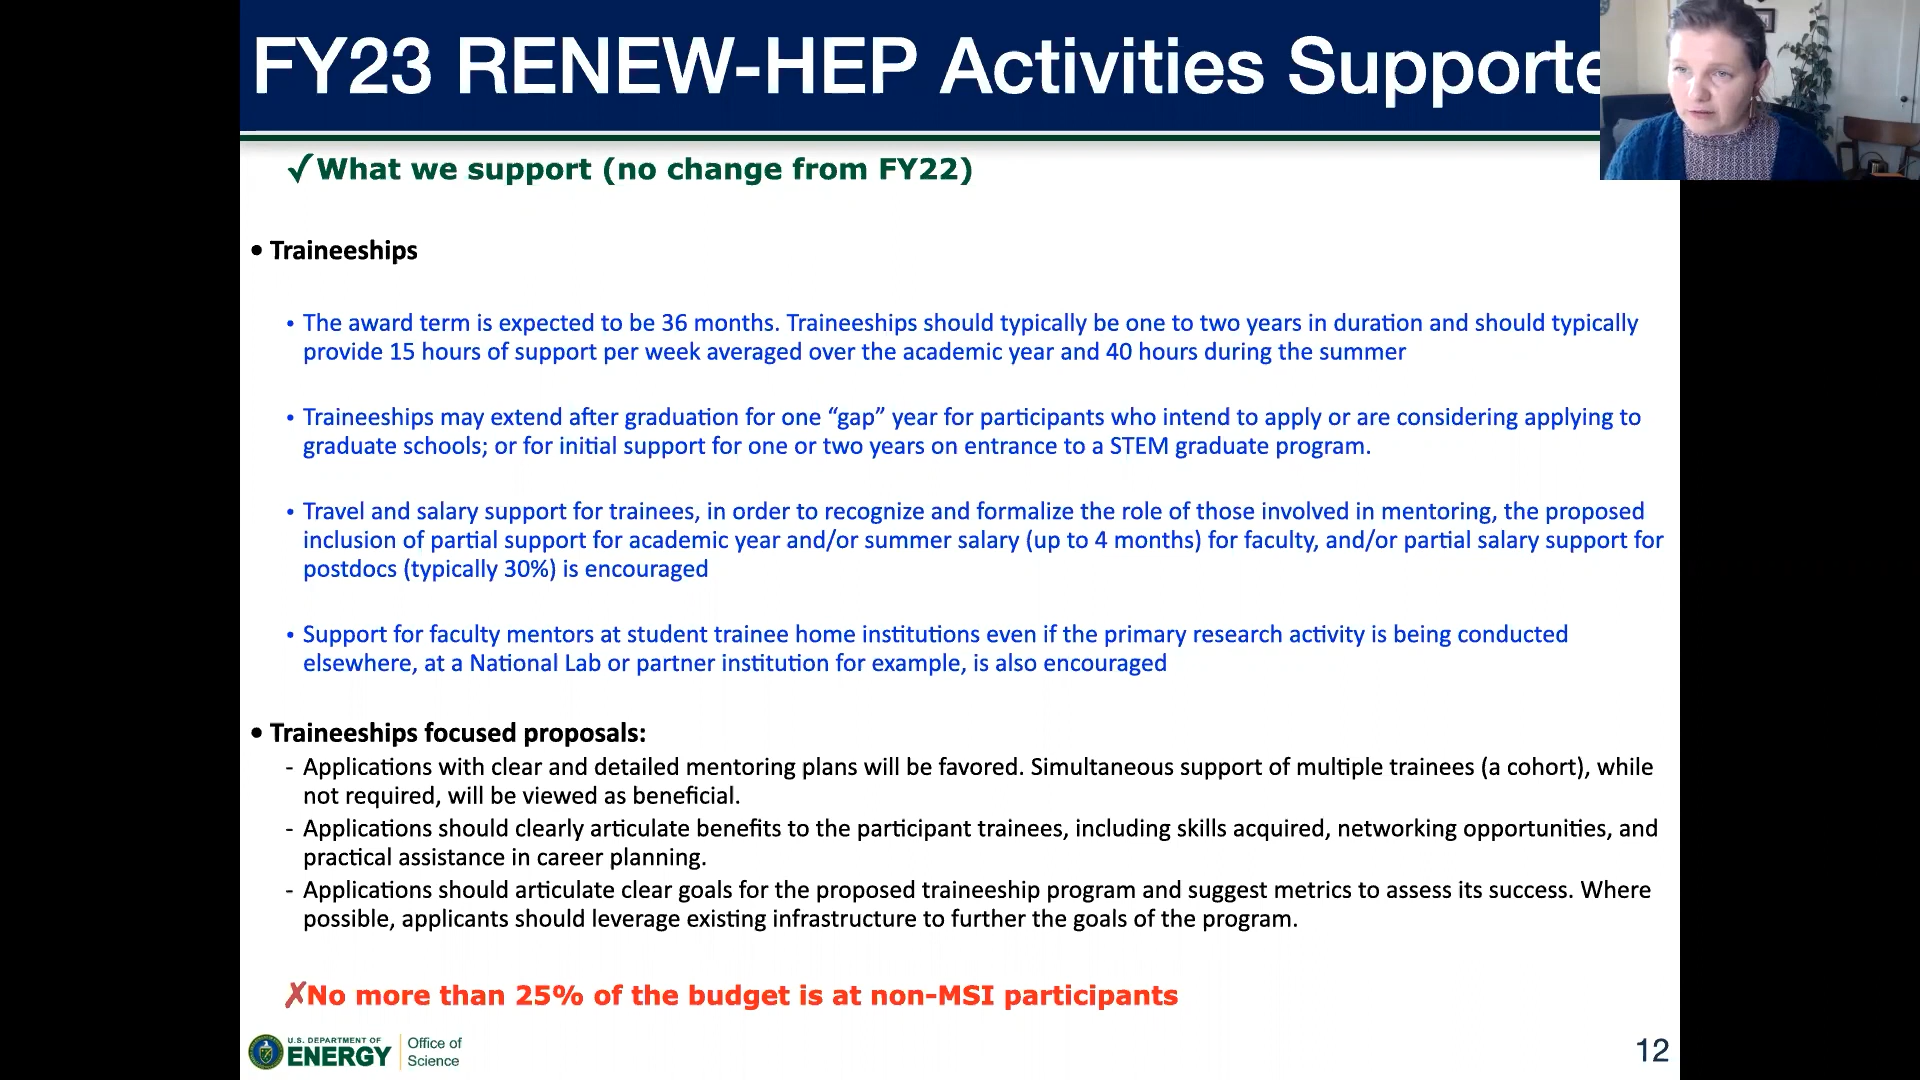 FY23 RENEW-HEP Activities Supporte
✓What we support (no change from FY22)
• Traineeships
• The award term is expected to be 36 months. Traineeships should typically be one to two years in duration and should typically
provide 15 hours of support per week averaged over the academic year and 40 hours during the summer
• Traineeships may extend after graduation for one “gap” year for participants who intend to apply or are considering applying to
graduate schools; or for initial support for one or two years on entrance to a STEM graduate program.
• Travel and salary support for trainees, in order to recognize and formalize the role of those involved in mentoring, the proposed
inclusion of partial support for academic year and/or summer salary (up to 4 months) for faculty, and/or partial salary support for
postdocs (typically 30%) is encouraged
• Support for faculty mentors at student trainee home institutions even if the primary research activity is being conducted
elsewhere, at a National Lab or partner institution for example, is also encouraged
• Traineeships focused proposals:
- Applications with clear and detailed mentoring plans will be favored. Simultaneous support of multiple trainees (a cohort), while
not required, will be viewed as beneficial.
- Applications should clearly articulate benefits to the participant trainees, including skills acquired, networking opportunities, and
practical assistance in career planning.
- Applications should articulate clear goals for the proposed traineeship program and suggest metrics to assess its success. Where
possible, applicants should leverage existing infrastructure to further the goals of the program.
✗No more than 25% of the budget is at non-MSI participants
U.S. DEPARTMENT OF
ENERGY
Office of
Science
12